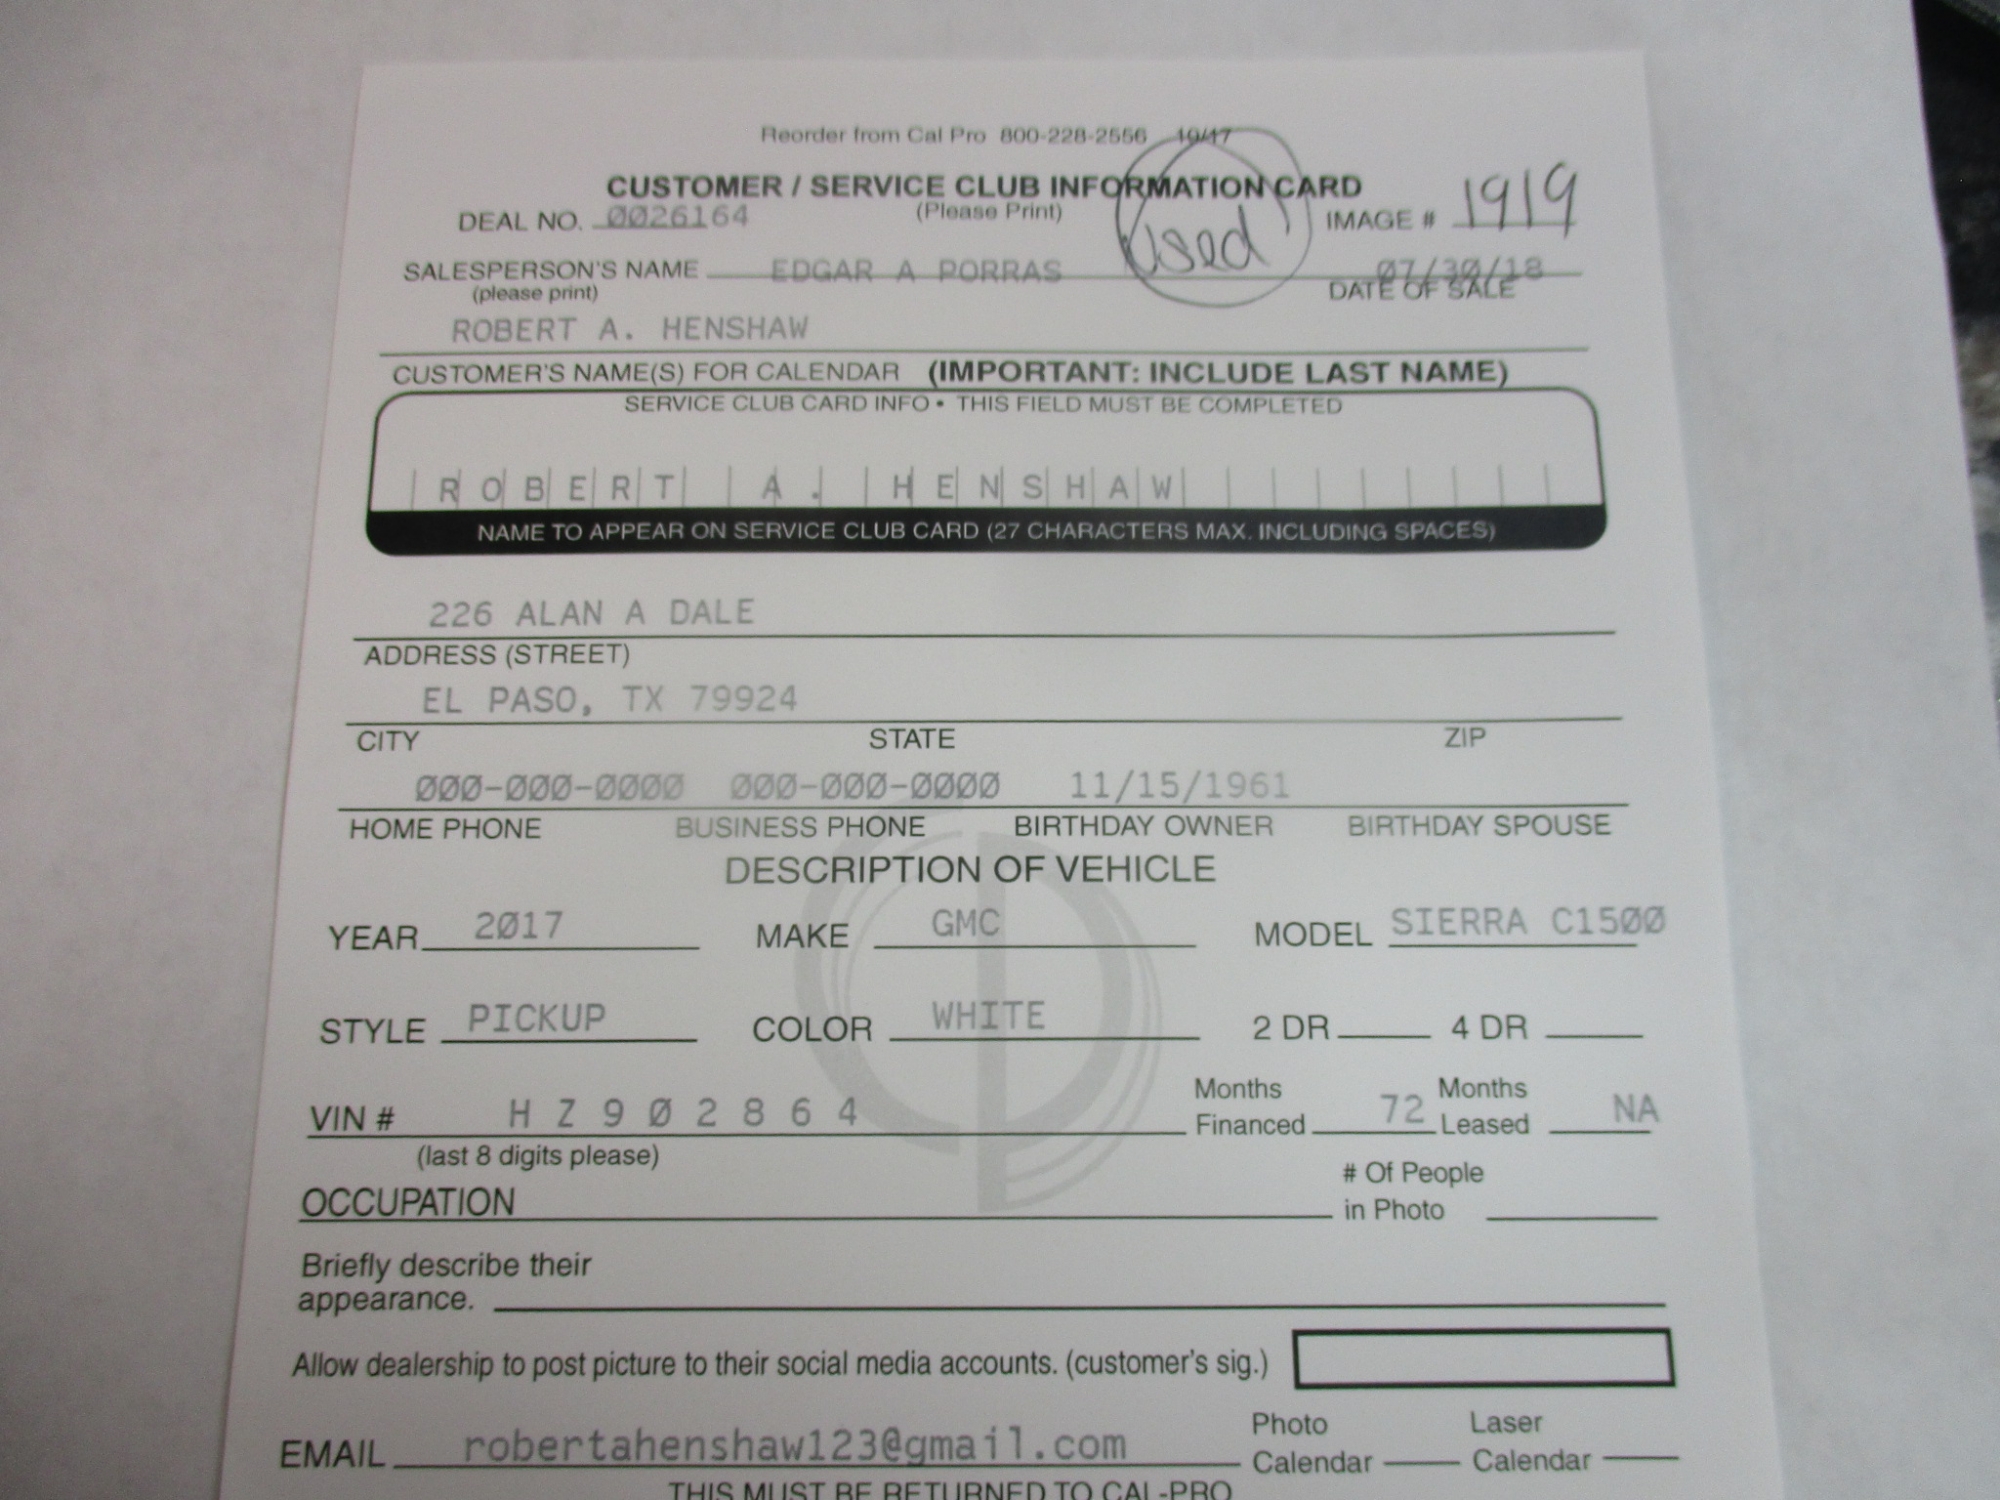 Reorder from Cal Pro 800-228-2556 10/17
CUSTOMER / SERVICE CLUB INFORMATION CARD
(Please Print)
DEAL NO. 0026164
Used
IMAGE # 1919
SALESPERSON'S NAME EDGAR A PORRAS 07/30/18
(please print) DATE OF SALE
ROBERT A. HENSHAW
CUSTOMER'S NAME(S) FOR CALENDAR (IMPORTANT: INCLUDE LAST NAME)
SERVICE CLUB CARD INFO • THIS FIELD MUST BE COMPLETED
ROBERT A. HENSHAW
NAME TO APPEAR ON SERVICE CLUB CARD (27 CHARACTERS MAX. INCLUDING SPACES)
226 ALAN A DALE
ADDRESS (STREET)
EL PASO, TX 79924
CITY STATE ZIP
000-000-0000 000-000-0000 11/15/1961
HOME PHONE BUSINESS PHONE BIRTHDAY OWNER BIRTHDAY SPOUSE
DESCRIPTION OF VEHICLE
YEAR 2017 MAKE GMC MODEL SIERRA C1500
STYLE PICKUP COLOR WHITE 2 DR 4 DR
VIN # HZ902864 Months Financed 72 Months Leased NA
(last 8 digits please)
OCCUPATION # Of People in Photo
Briefly describe their
appearance.
Allow dealership to post picture to their social media accounts. (customer's sig.)
EMAIL robertahenshaw123@gmail.com Photo Calendar Laser Calendar
THIS MUST BE RETURNED TO CAL-PRO